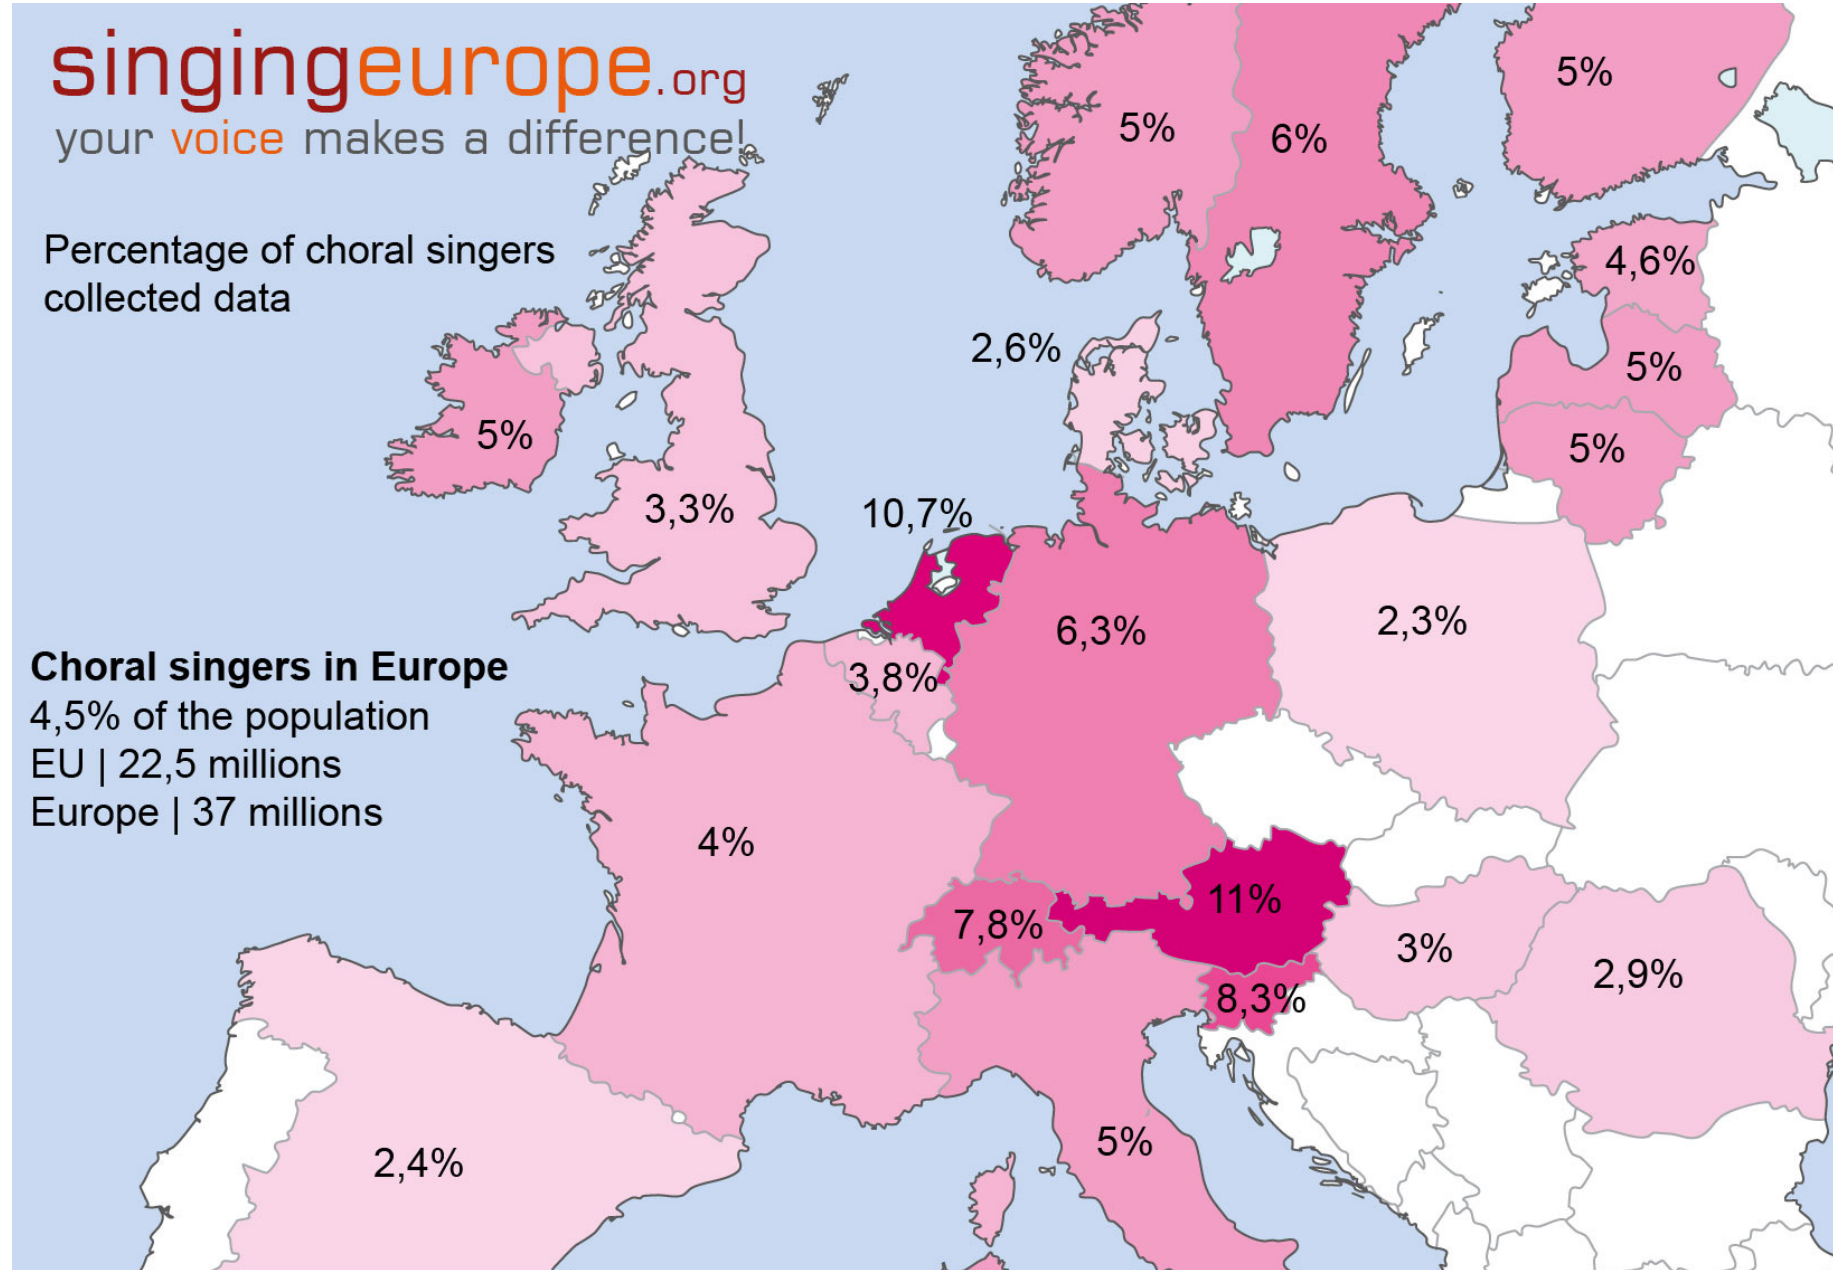 singingeurope.org
your voice makes a difference!
Percentage of choral singers
collected data
5%
5%
6%
4,6%
2,6%
5%
5%
5%
3,3%
10,7%
6,3%
2,3%
3,8%
Choral singers in Europe
4,5% of the population
EU | 22,5 millions
Europe | 37 millions
4%
11%
7,8%
3%
2,9%
8,3%
5%
2,4%